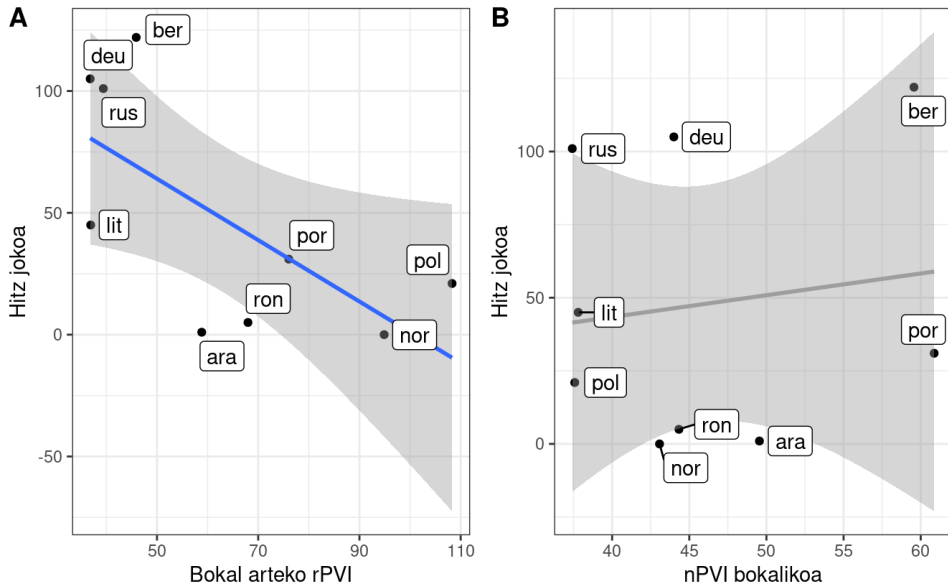 A
Hitz jokoa
100
50
0
-50
ber
deu
rus
lit
por
pol
ron
nor
ara
50
70
90
110
Bokal arteko rPVI
B
Hitz jokoa
100
50
0
ber
deu
rus
lit
por
pol
ron
ara
nor
40
45
50
55
60
nPVI bokalikoa